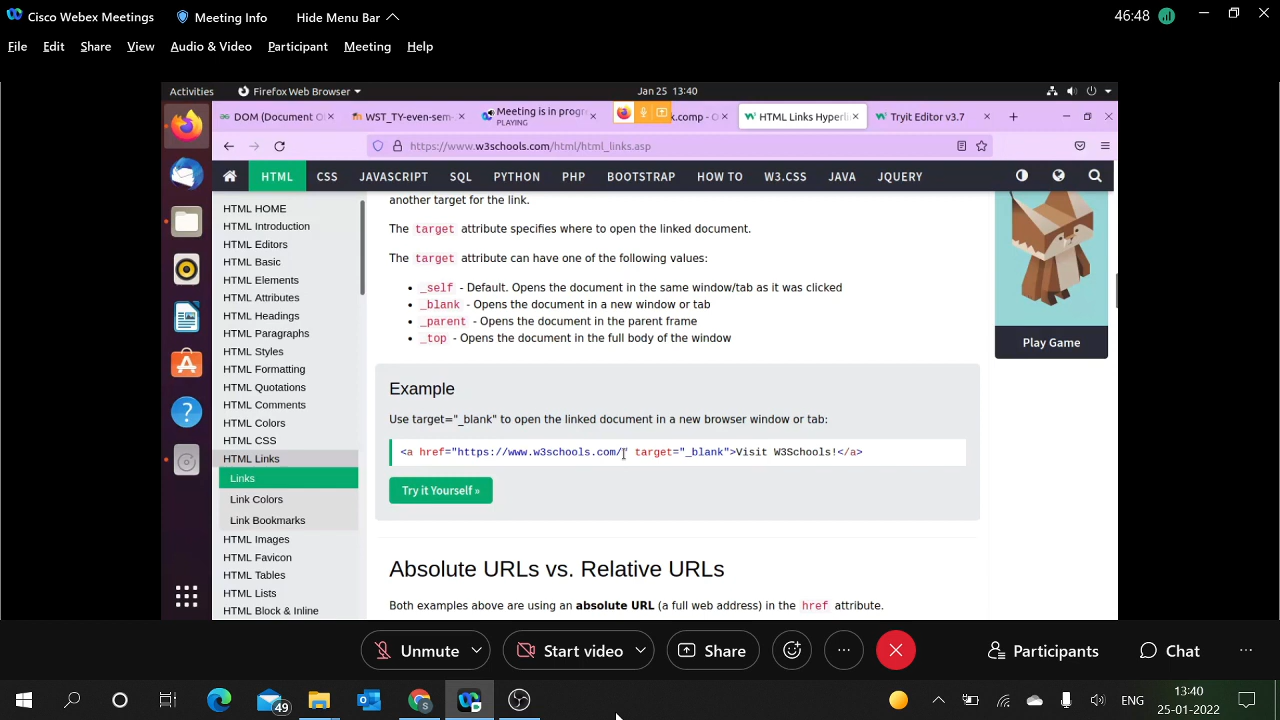 Cisco Webex Meetings
Meeting Info
Hide Menu Bar
46:48
File Edit Share View Audio & Video Participant Meeting Help
Activities
Firefox Web Browser
Jan 25 13:40
DOM (Document O
WST_TY-even-sem-
Meeting is in progr
PLAYING
k.comp - O
HTML Links Hyperlin
Tryit Editor v3.7
https://www.w3schools.com/html/html_links.asp
HTML CSS JAVASCRIPT SQL PYTHON PHP BOOTSTRAP HOW TO W3.CSS JAVA JQUERY
HTML HOME
HTML Introduction
HTML Editors
HTML Basic
HTML Elements
HTML Attributes
HTML Headings
HTML Paragraphs
HTML Styles
HTML Formatting
HTML Quotations
HTML Comments
HTML Colors
HTML CSS
HTML Links
Links
Link Colors
Link Bookmarks
HTML Images
HTML Favicon
HTML Tables
HTML Lists
HTML Block & Inline
another target for the link.
The target attribute specifies where to open the linked document.
The target attribute can have one of the following values:
• _self - Default. Opens the document in the same window/tab as it was clicked
• _blank - Opens the document in a new window or tab
• _parent - Opens the document in the parent frame
• _top - Opens the document in the full body of the window
Example
Use target="_blank" to open the linked document in a new browser window or tab:
<a href="https://www.w3schools.com/" target="_blank">Visit W3Schools!</a>
Try it Yourself »
Absolute URLs vs. Relative URLs
Both examples above are using an absolute URL (a full web address) in the href attribute.
Play Game
Unmute
Start video
Share
Participants
Chat
49
S
ENG
13:40
25-01-2022